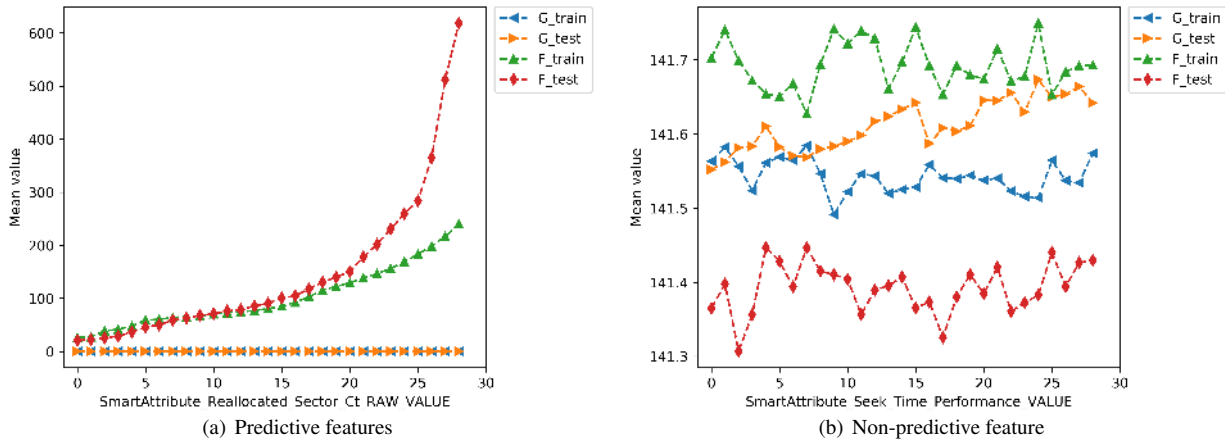 600
500
400
300
200
100
0
Mean value
0 5 10 15 20 25 30
SmartAttribute Reallocated Sector Ct RAW VALUE
G_train
G_test
F_train
F_test
(a) Predictive features
141.7
141.6
141.5
141.4
141.3
Mean value
0 5 10 15 20 25 30
SmartAttribute Seek Time Performance VALUE
G_train
G_test
F_train
F_test
(b) Non-predictive feature